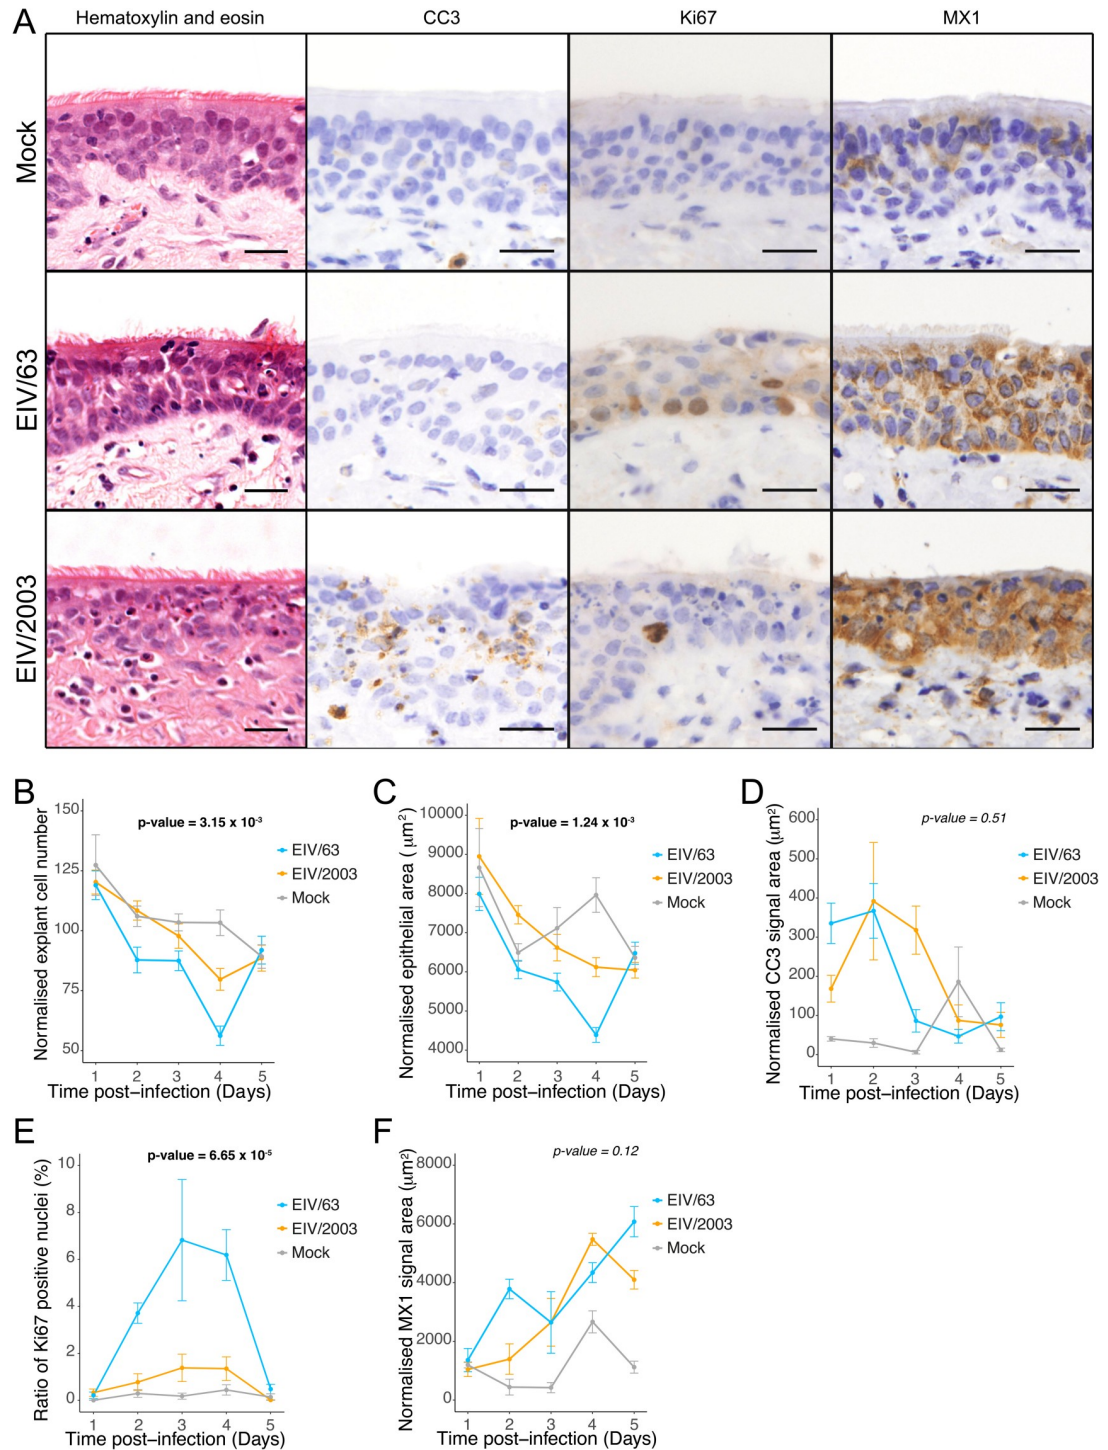 A
Hematoxylin and eosin
CC3
Ki67
MX1
Mock
EIV/63
EIV/2003
B
Normalised explant cell number
150
125
100
75
50
p-value = 3.15 x 10⁻³
EIV/63
EIV/2003
Mock
1 2 3 4 5
Time post–infection (Days)
C
Normalised epithelial area (μm²)
10000
9000
8000
7000
6000
5000
4000
p-value = 1.24 x 10⁻³
EIV/63
EIV/2003
Mock
1 2 3 4 5
Time post–infection (Days)
D
Normalised CC3 signal area (μm²)
600
500
400
300
200
100
0
p-value = 0.51
EIV/63
EIV/2003
Mock
1 2 3 4 5
Time post–infection (Days)
E
Ratio of Ki67 positive nuclei (%)
10
8
6
4
2
0
p-value = 6.65 x 10⁻⁵
EIV/63
EIV/2003
Mock
1 2 3 4 5
Time post–infection (Days)
F
Normalised MX1 signal area (μm²)
8000
6000
4000
2000
0
p-value = 0.12
EIV/63
EIV/2003
Mock
1 2 3 4 5
Time post–infection (Days)